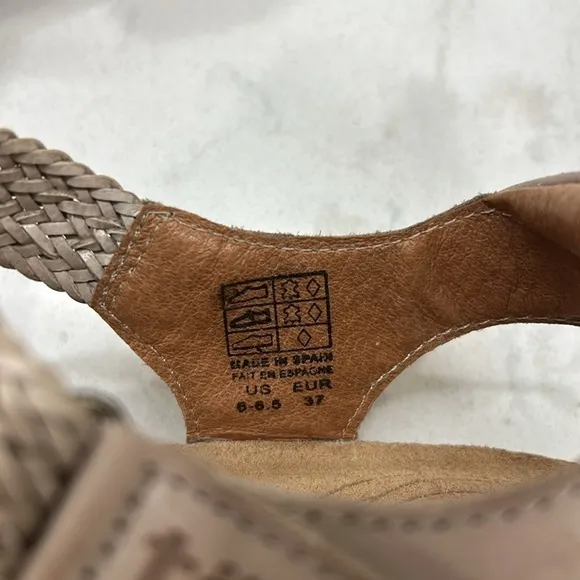 MADE IN SPAIN
FAIT EN ESPAGNE
US EUR
6-6.5 37